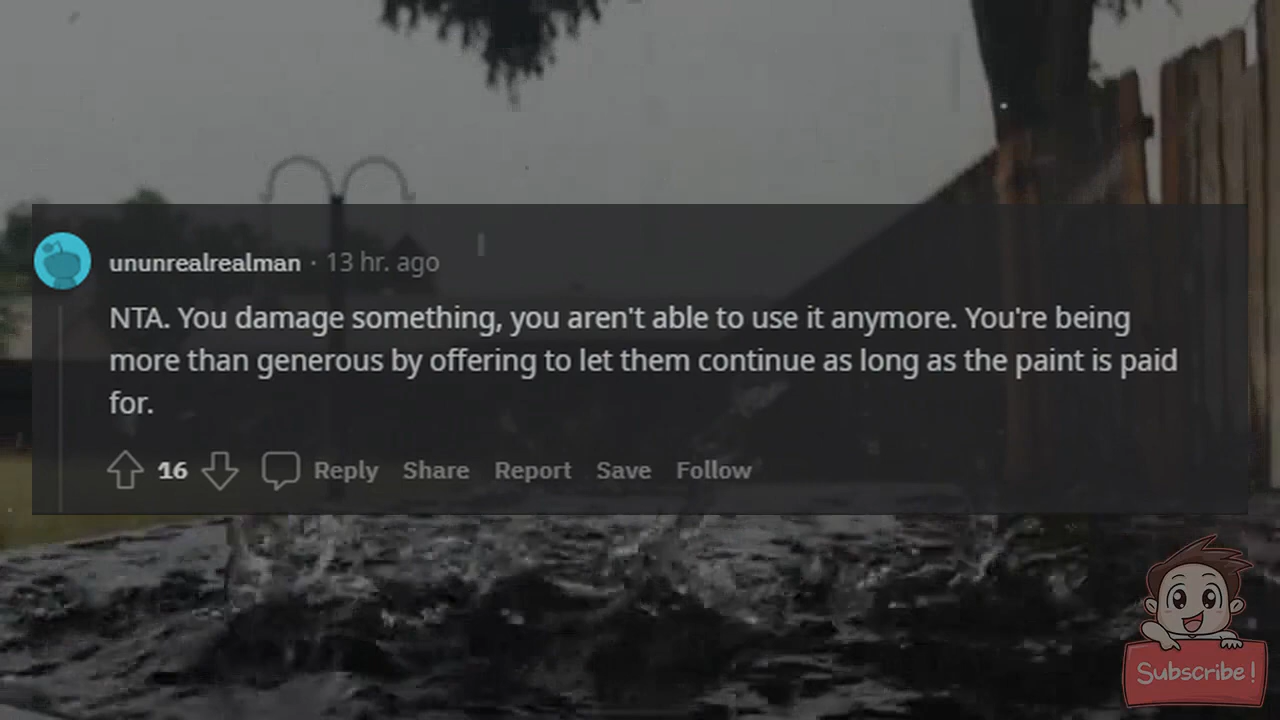 ununrealrealman · 13 hr. ago
NTA. You damage something, you aren't able to use it anymore. You're being
more than generous by offering to let them continue as long as the paint is paid
for.
16 Reply Share Report Save Follow
Subscribe!